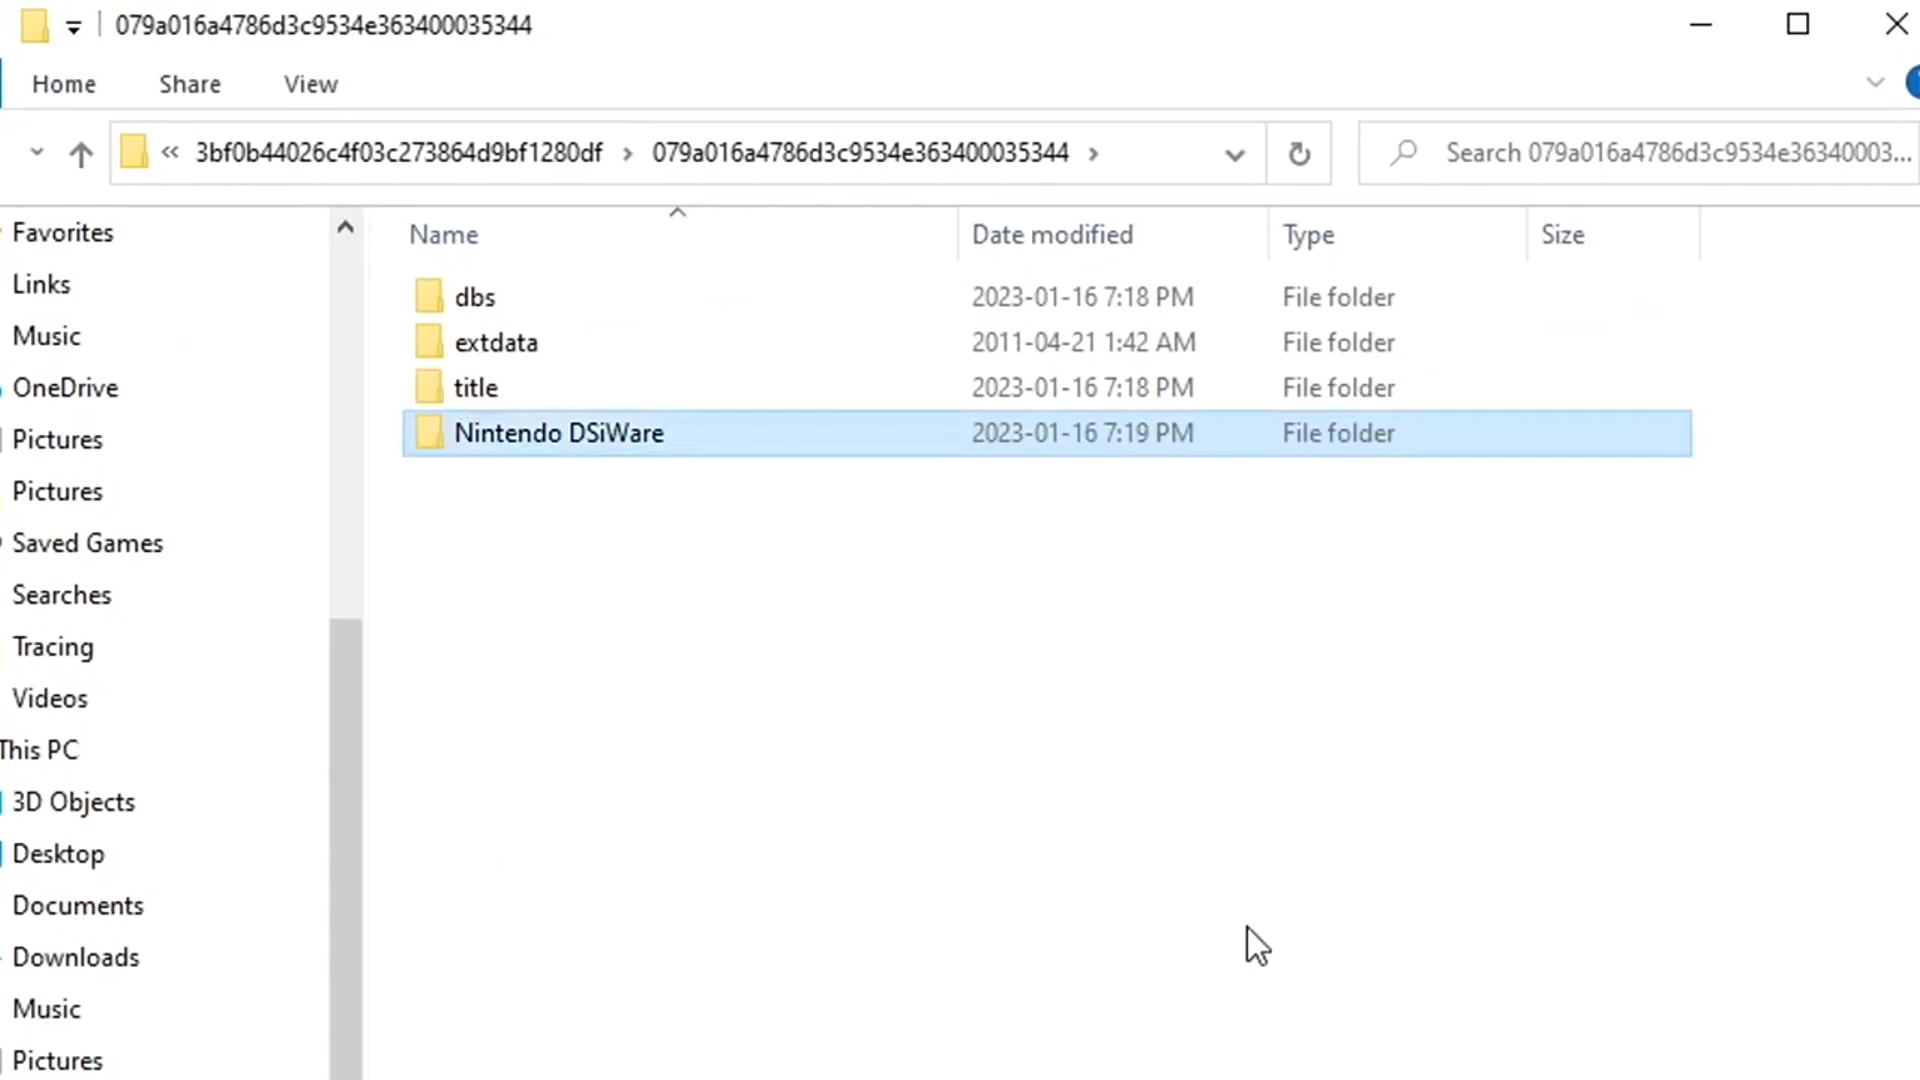 079a016a4786d3c9534e363400035344
Home Share View
« 3bf0b44026c4f03c273864d9bf1280df › 079a016a4786d3c9534e363400035344 › Search 079a016a4786d3c9534e36340003...
Favorites
Links
Music
OneDrive
Pictures
Pictures
Saved Games
Searches
Tracing
Videos
This PC
3D Objects
Desktop
Documents
Downloads
Music
Pictures
Name Date modified Type Size
dbs 2023-01-16 7:18 PM File folder
extdata 2011-04-21 1:42 AM File folder
title 2023-01-16 7:18 PM File folder
Nintendo DSiWare 2023-01-16 7:19 PM File folder